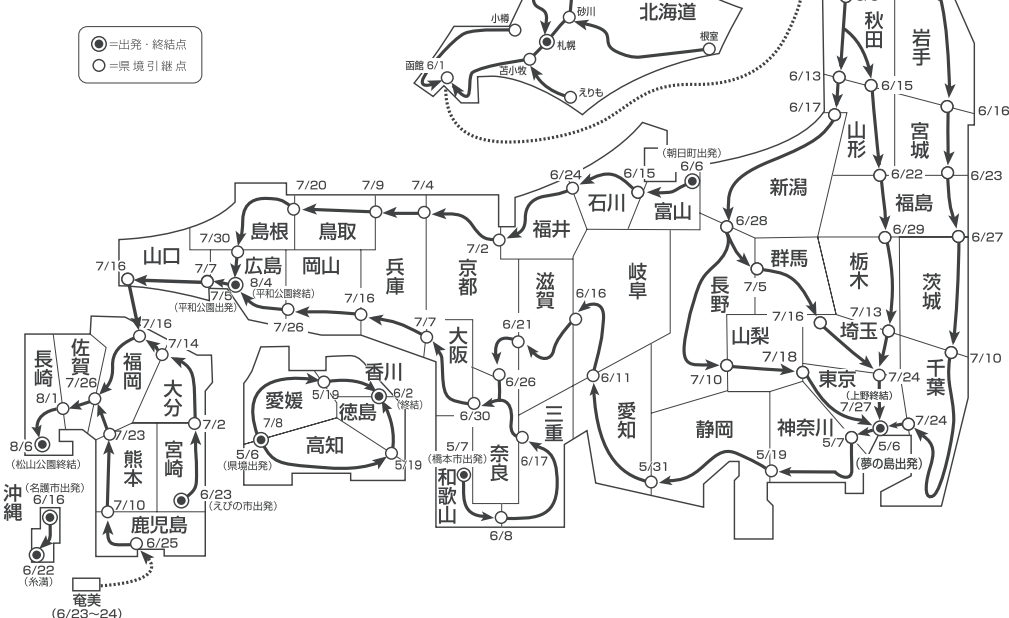 =出発・終結点
=県境引継点
北海道
小樽
砂川
札幌
根室
函館 6/1
苫小牧
えりも
秋田
岩手
6/13
6/15
6/16
6/17
山形
宮城
6/22
6/23
新潟
福島
6/28
6/29
6/27
(朝日町出発)
6/6
6/15
6/24
石川
富山
福井
7/2
7/20
7/9
7/4
島根
鳥取
7/30
山口
7/16
7/7
7/5
(平和公園出発)
広島
8/4
(平和公園終結)
岡山
兵庫
京都
滋賀
岐阜
6/16
7/16
7/26
7/7
大阪
6/21
6/26
6/30
6/11
長野
群馬
7/5
栃木
茨城
7/16
7/13
埼玉
山梨
7/10
7/18
7/10
東京
7/24
(上野終結)
7/27
千葉
7/24
神奈川
5/7
5/6
(夢の島出発)
静岡
5/19
愛知
5/31
三重
5/7
(橋本市出発)
奈良
6/17
和歌山
6/8
香川
5/19
6/2
(終結)
愛媛
徳島
7/8
高知
5/6
(県境出発)
5/19
7/16
7/14
長崎
佐賀
福岡
7/26
大分
8/1
8/6
(松山公園終結)
7/23
7/2
熊本
宮崎
6/23
(えびの市出発)
7/10
鹿児島
6/25
沖縄
(名護市出発)
6/16
6/22
(糸満)
奄美
(6/23〜24)